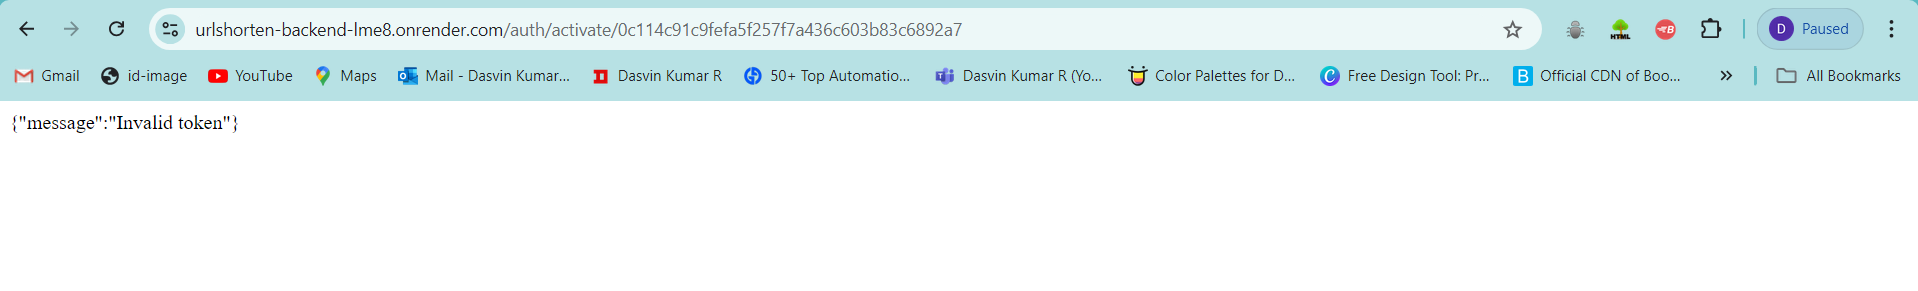 urlshorten-backend-lme8.onrender.com/auth/activate/0c114c91c9fefa5f257f7a436c603b83c6892a7
HTML
B
D Paused
Gmail id-image YouTube Maps Mail - Dasvin Kumar... Dasvin Kumar R 50+ Top Automatio... Dasvin Kumar R (Yo... Color Palettes for D... Free Design Tool: Pr... B Official CDN of Boo... » All Bookmarks
{"message":"Invalid token"}